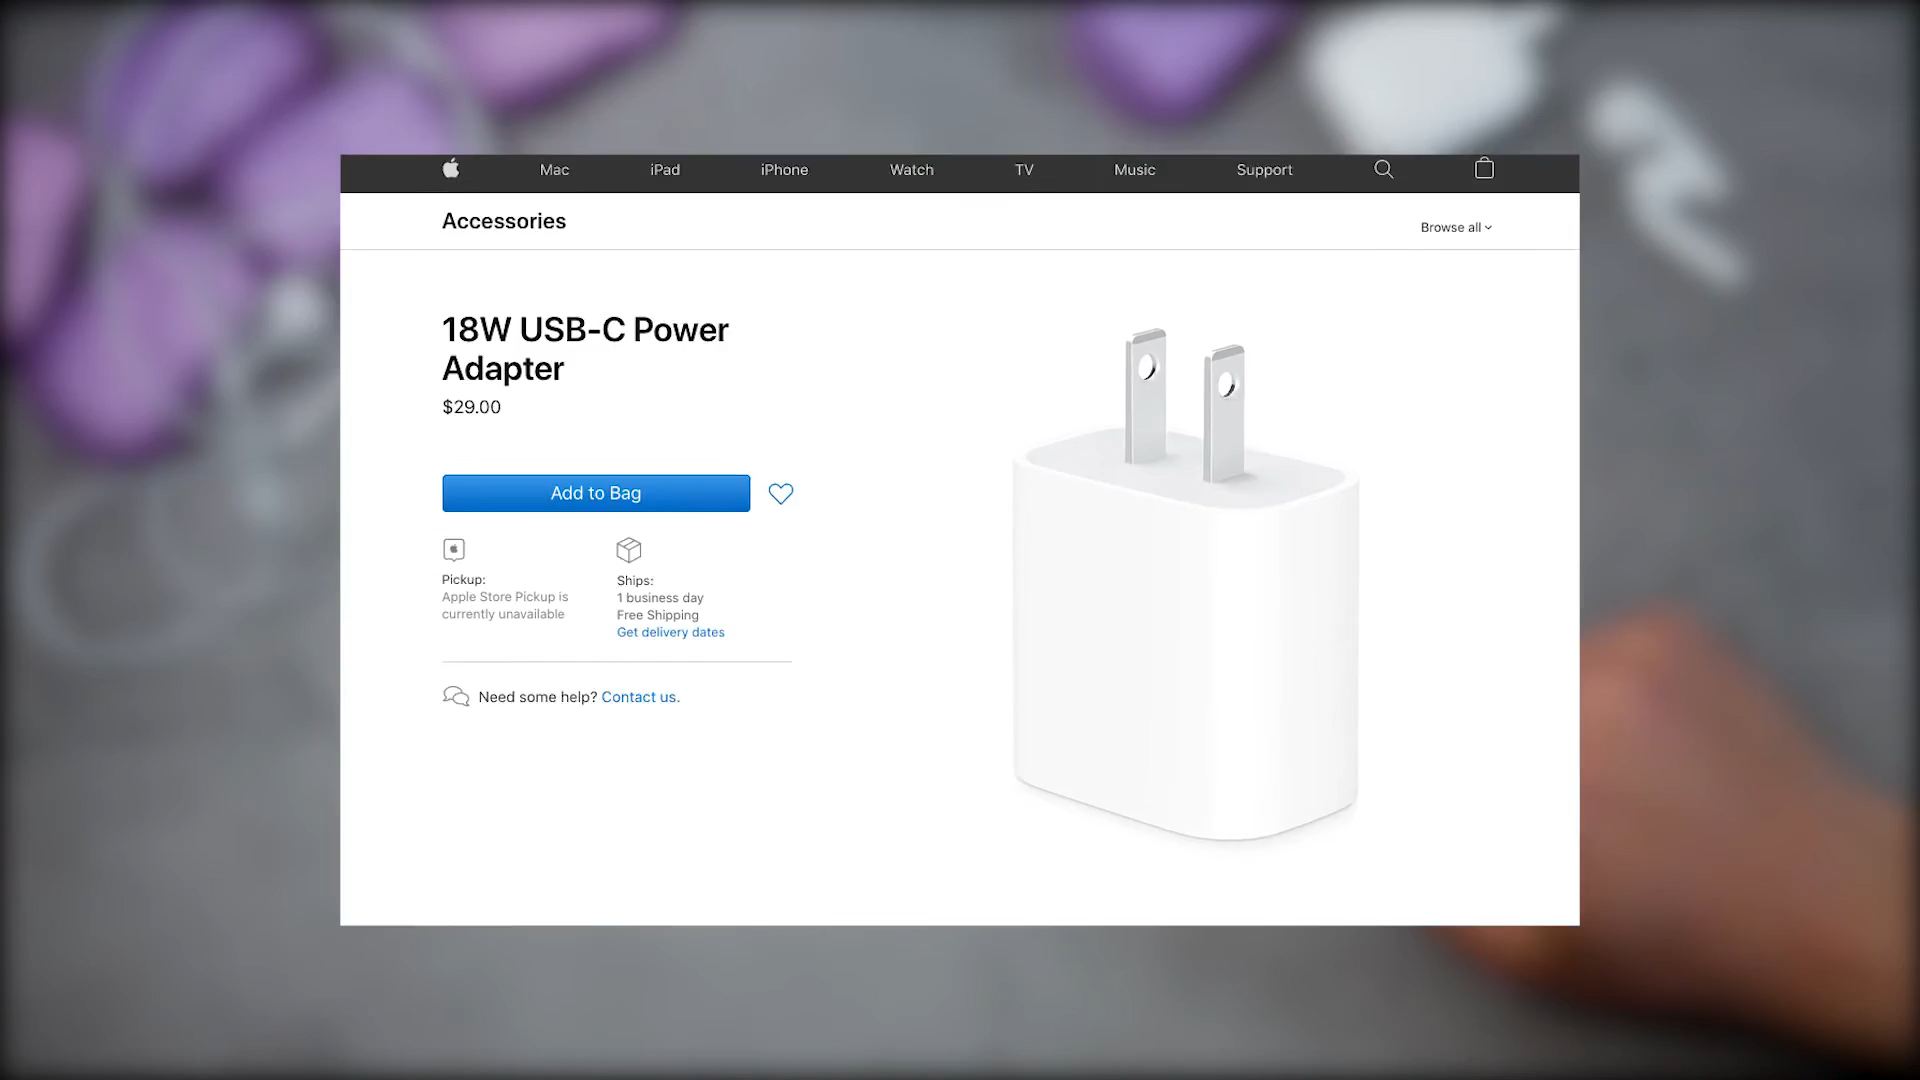 Mac
iPad
iPhone
Watch
TV
Music
Support
Accessories
Browse all
18W USB-C Power
Adapter
$29.00
Add to Bag
Pickup:
Apple Store Pickup is
currently unavailable
Ships:
1 business day
Free Shipping
Get delivery dates
Need some help? Contact us.